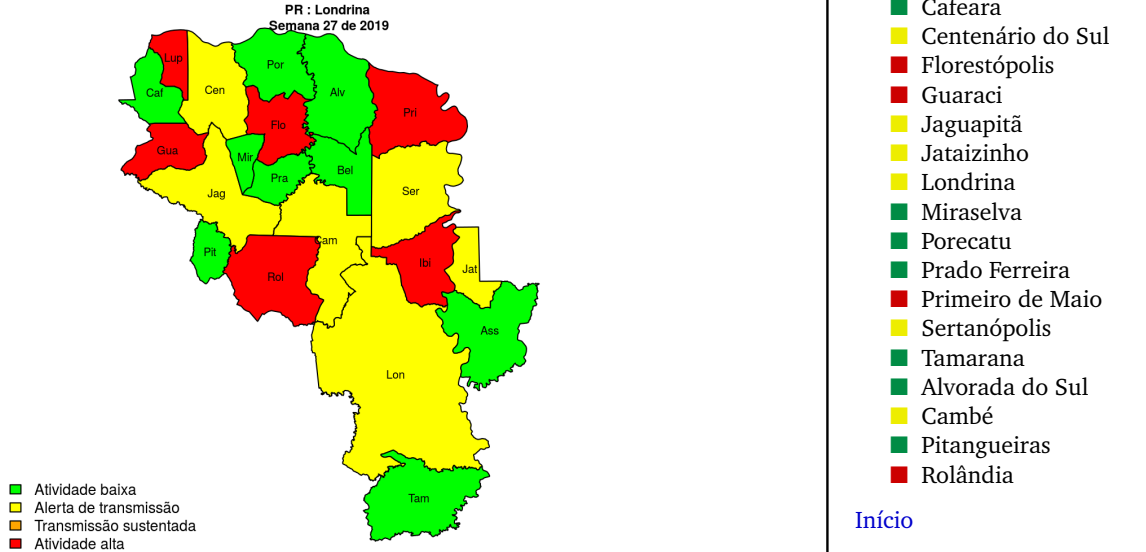 PR : Londrina
Semana 27 de 2019
Lup
Caf
Cen
Por
Alv
Pri
Flo
Gua
Mir
Bel
Pra
Jag
Ser
Cam
Pit
Rol
Ibi
Jat
Ass
Lon
Tam
Atividade baixa
Alerta de transmissão
Transmissão sustentada
Atividade alta
Cafeara
Centenário do Sul
Florestópolis
Guaraci
Jaguapitã
Jataizinho
Londrina
Miraselva
Porecatu
Prado Ferreira
Primeiro de Maio
Sertanópolis
Tamarana
Alvorada do Sul
Cambé
Pitangueiras
Rolândia
Início